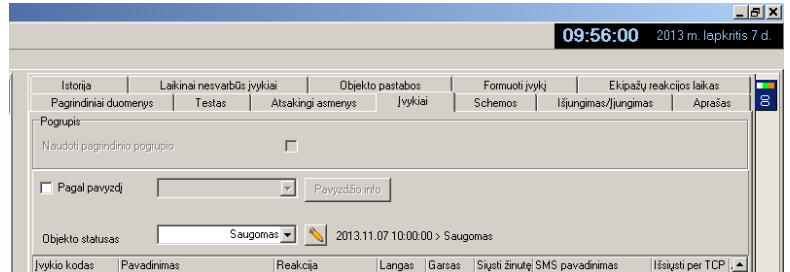 09:56:00 2013 m. lapkritis 7 d.
Istorija Laikinai nesvarbūs įvykiai Objekto pastabos Formuoti įvykį Ekipažų reakcijos laikas
Pagrindiniai duomenys Testas Atsakingi asmenys Įvykiai Schemos Išjungimas/Įjungimas Aprašas
Pogrupis
Naudoti pagrindinio pogrupio
Pagal pavyzdį Pavyzdžio info
Objekto statusas Saugomas 2013.11.07 10:00:00 > Saugomas
Įvykio kodas Pavadinimas Reakcija Langas Garsas Siųsti žinutę SMS pavadinimas Išsiųsti per TCP